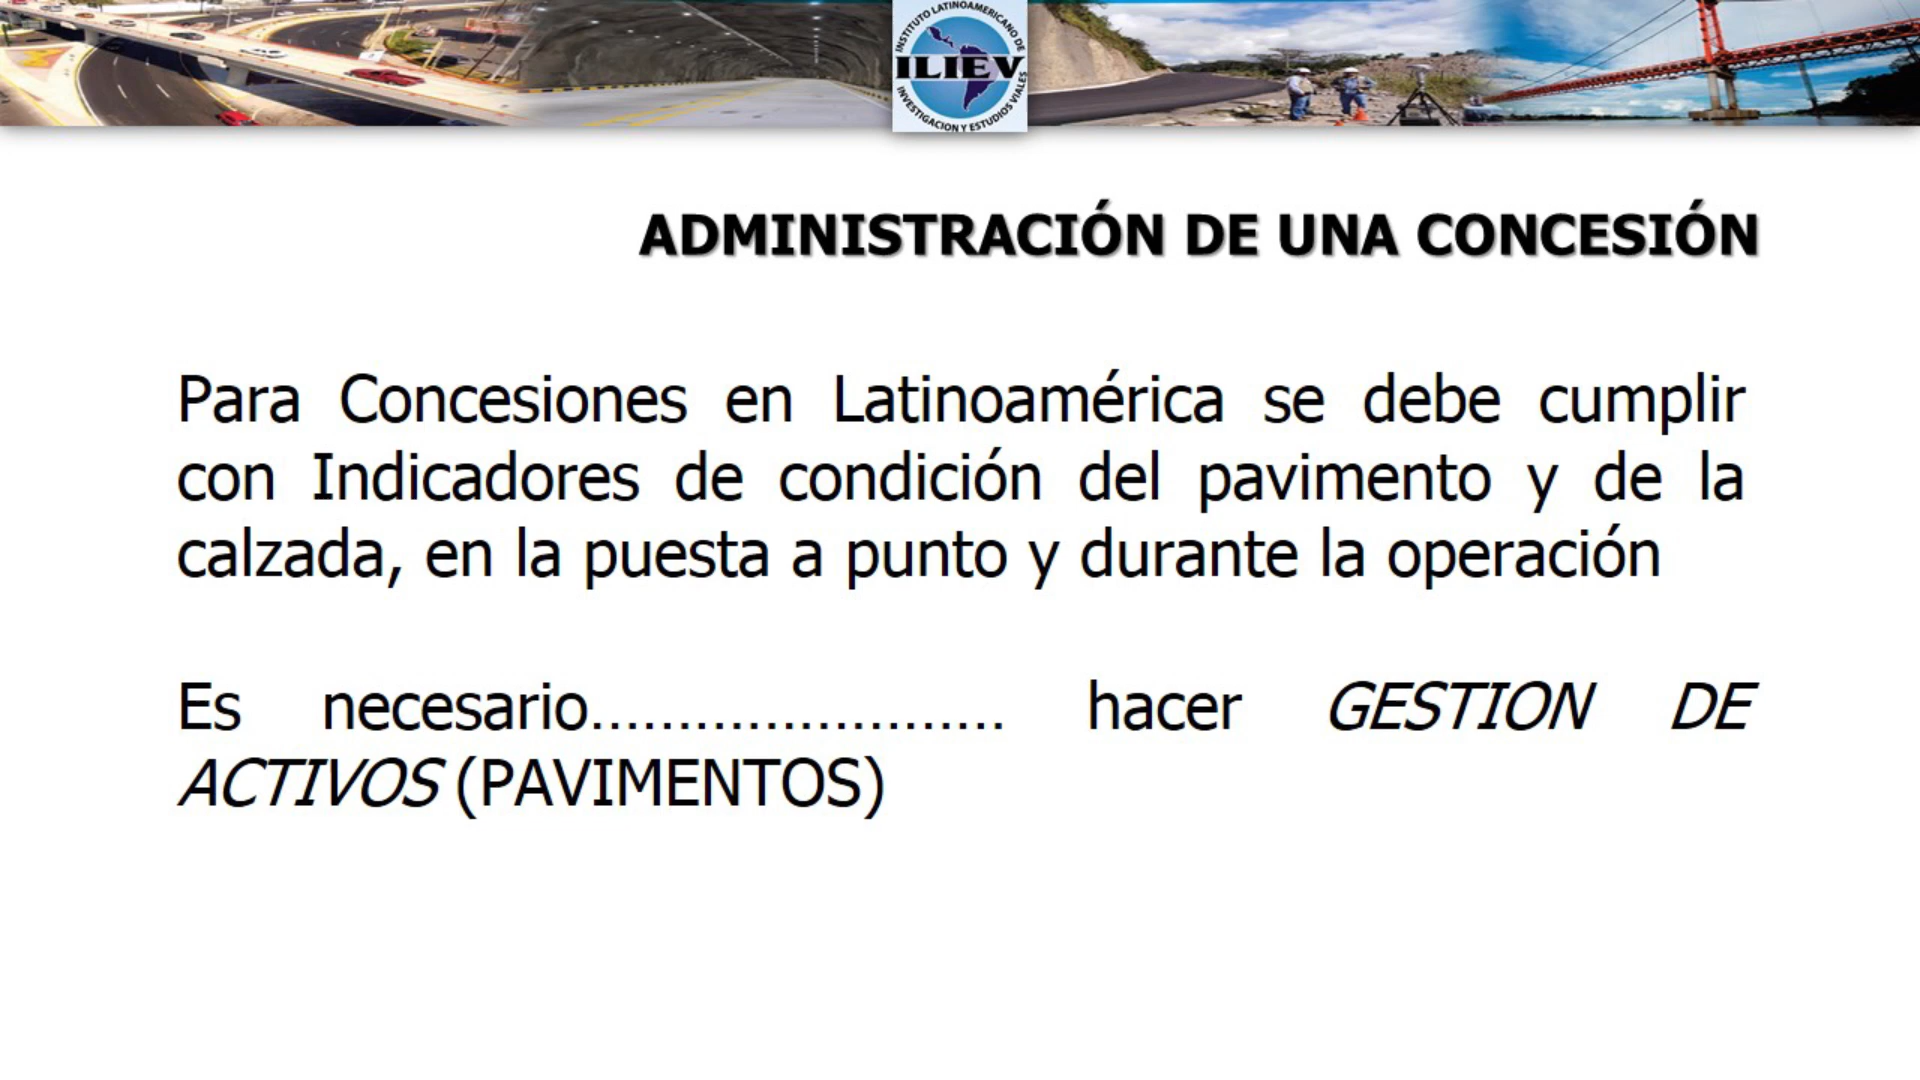 INSTITUTO LATINOAMERICANO DE
ILIEV
INVESTIGACION Y ESTUDIOS VIALES
ADMINISTRACIÓN DE UNA CONCESIÓN
Para Concesiones en Latinoamérica se debe cumplir
con Indicadores de condición del pavimento y de la
calzada, en la puesta a punto y durante la operación
Es necesario........................ hacer GESTION DE
ACTIVOS (PAVIMENTOS)